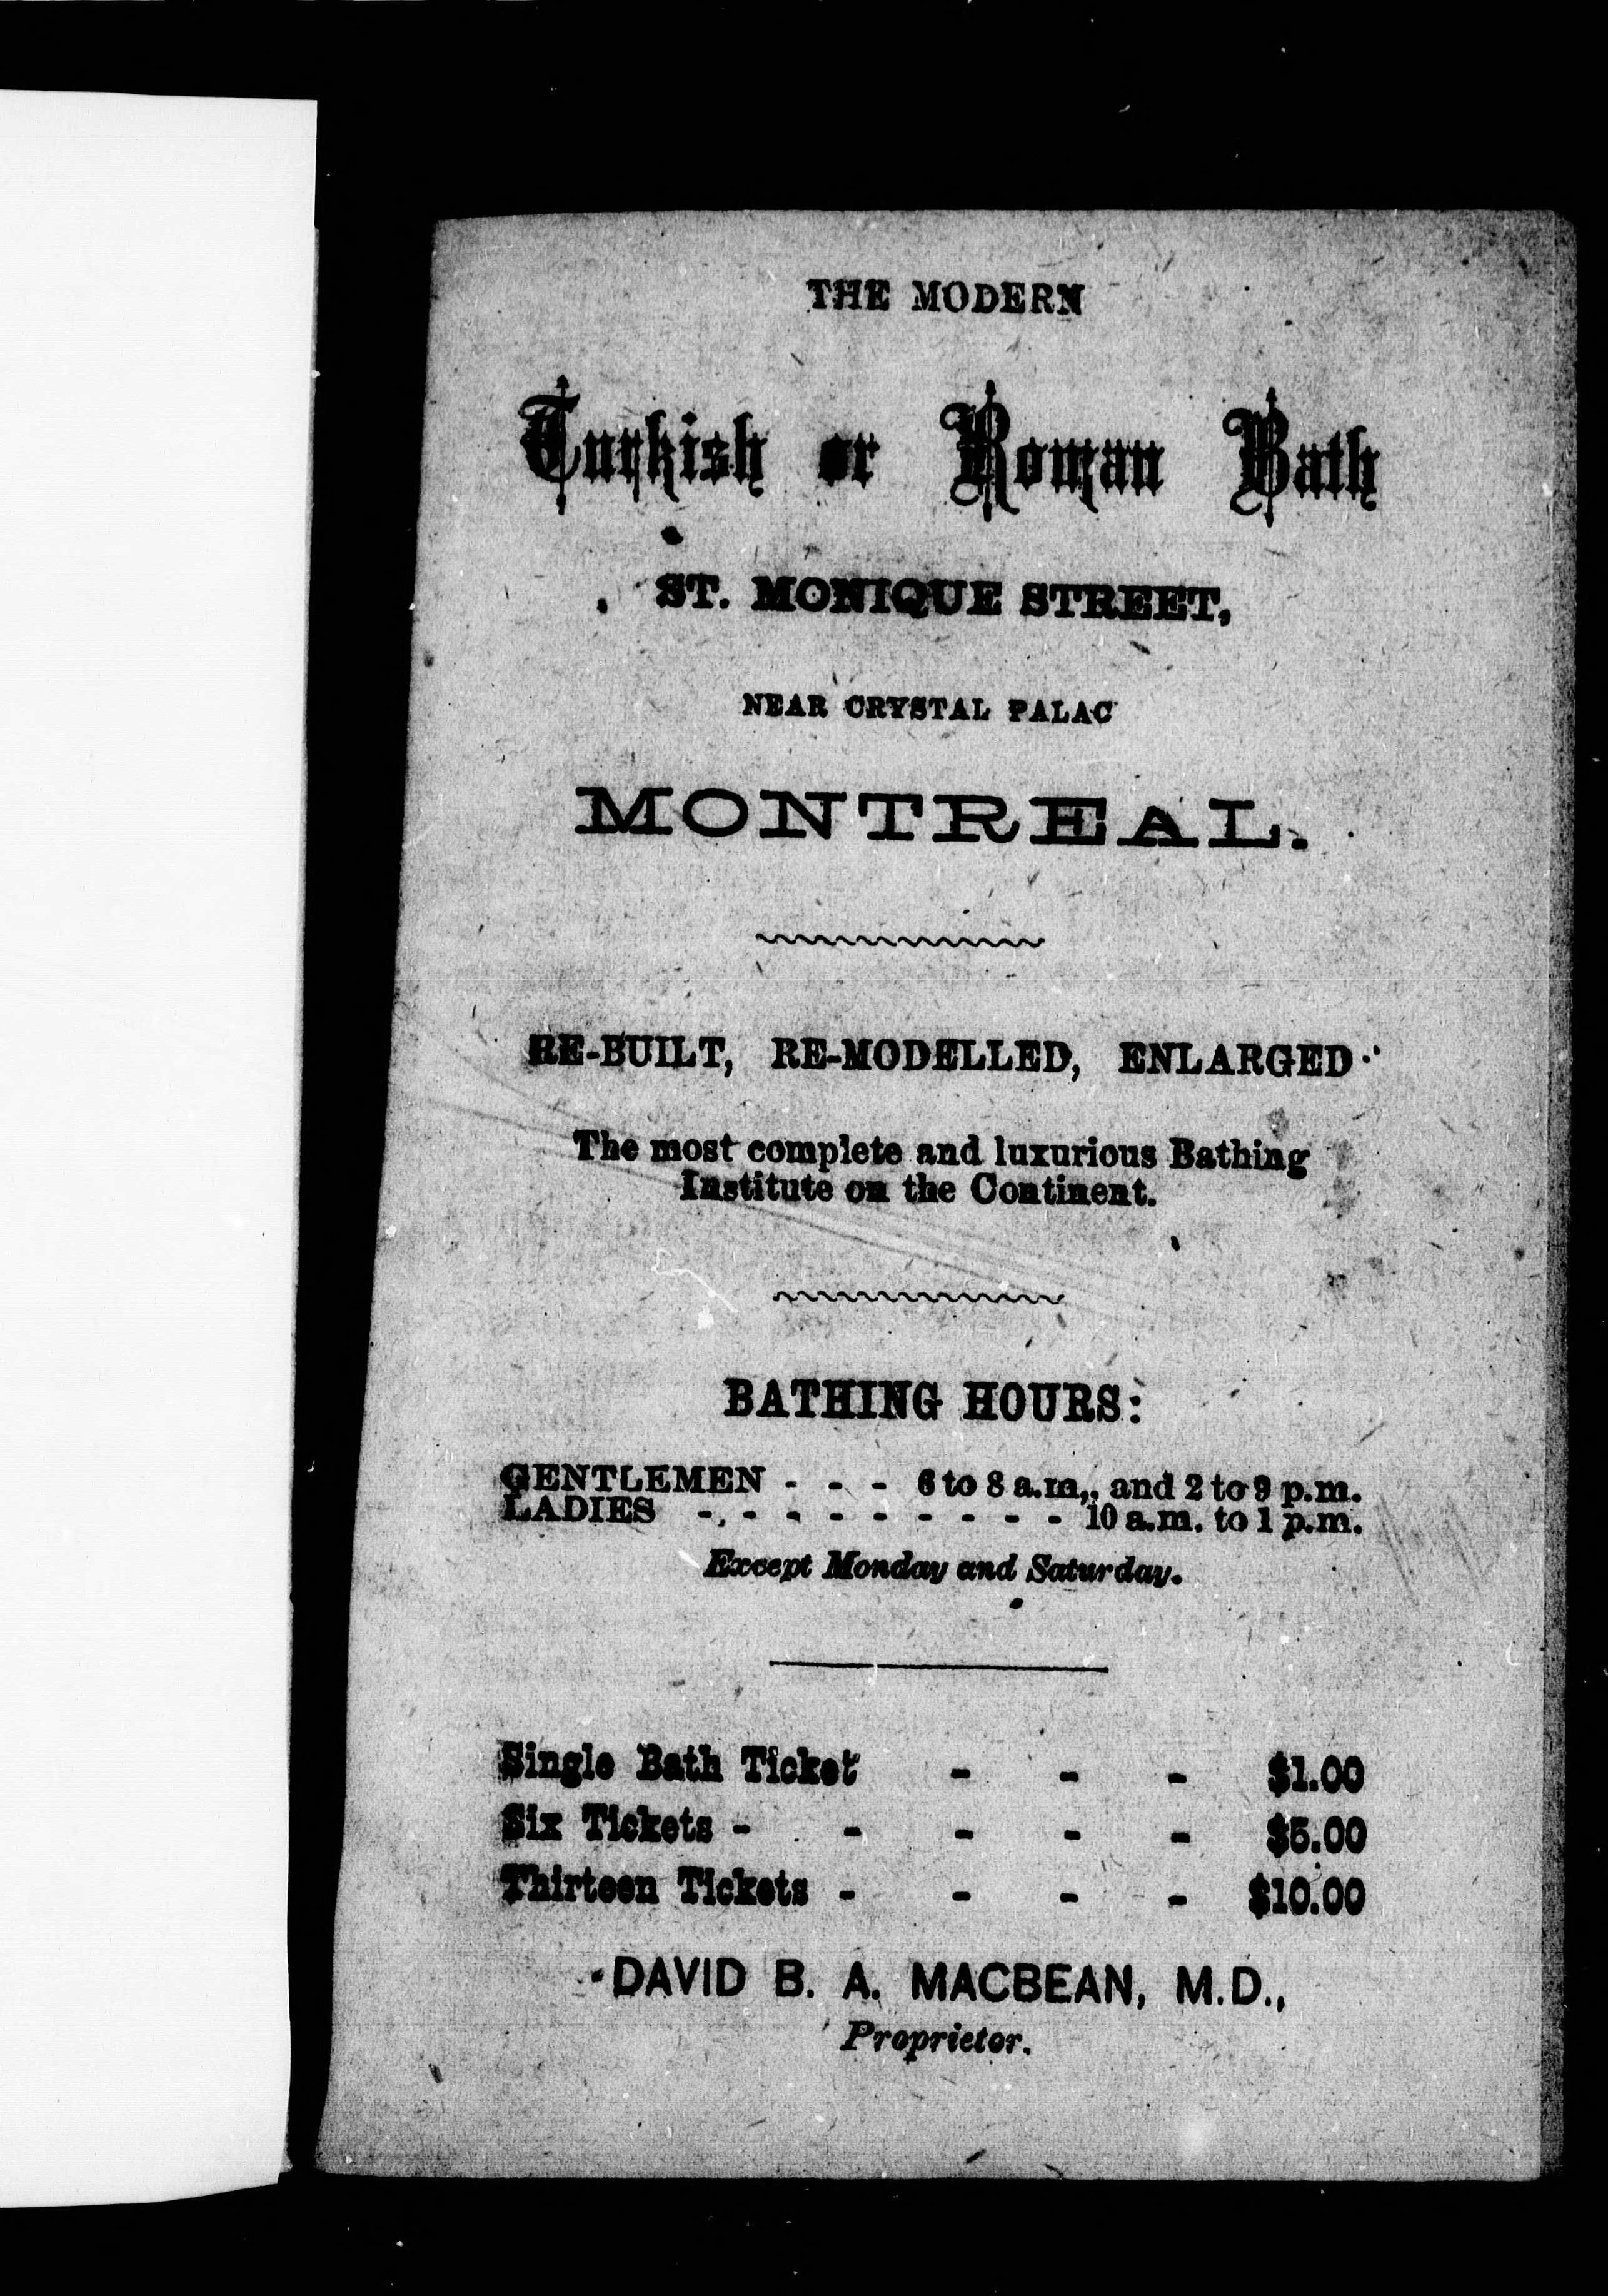 THE MODERN
Turkish or Roman Bath
ST. MONIQUE STREET,
NEAR CRYSTAL PALAC
MONTREAL.
RE-BUILT, RE-MODELLED, ENLARGED.
The most complete and luxurious Bathing
Institute on the Continent.
BATHING HOURS:
GENTLEMEN - - - 6 to 8 a.m., and 2 to 9 p.m.
LADIES - - - - - - - - - 10 a.m. to 1 p.m.
Except Monday and Saturday.
Single Bath Ticket - - - $1.00
Six Tickets - - - - - $5.00
Thirteen Tickets - - - - $10.00
DAVID B. A. MACBEAN, M.D.,
Proprietor.